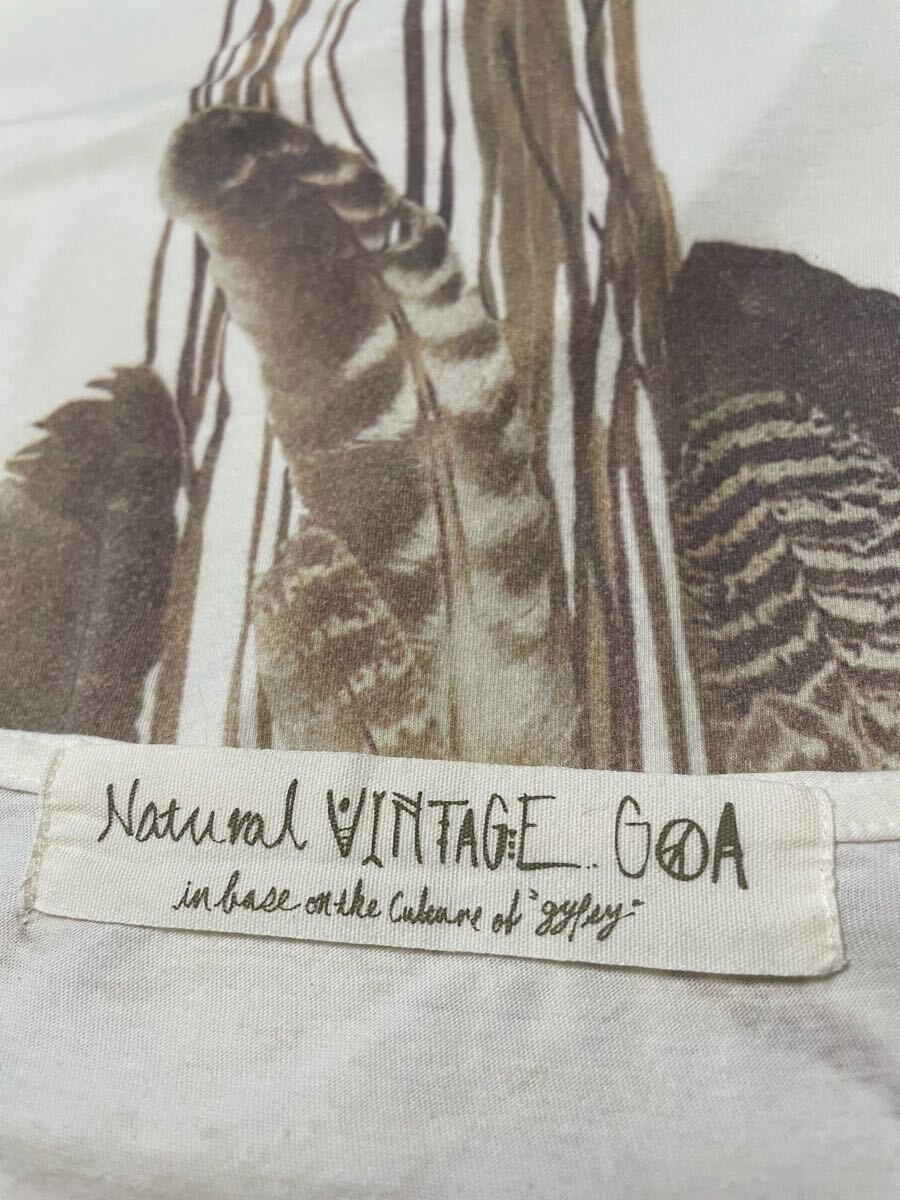 Natural VINTAGE.. GOA
in base on the Culture of "gypsy"